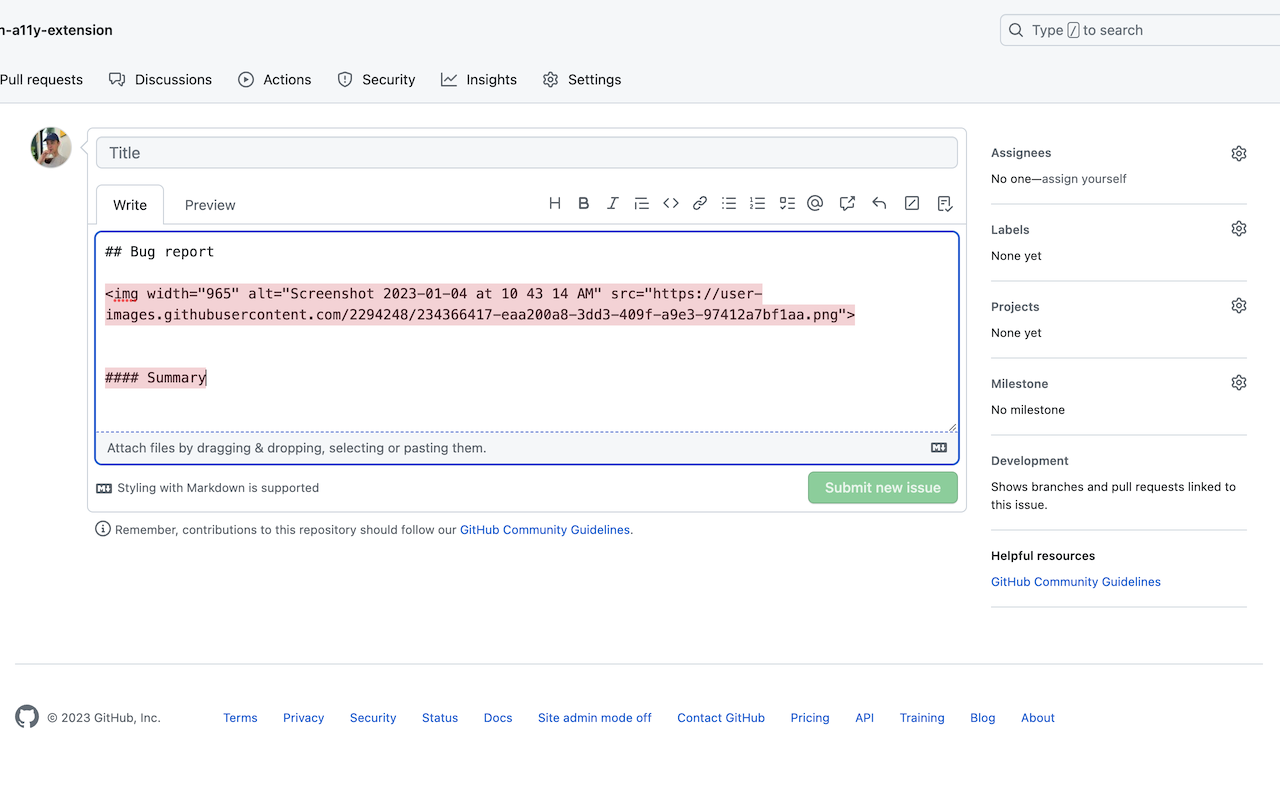 n-a11y-extension
Type / to search
Pull requests
Discussions
Actions
Security
Insights
Settings
Title
Write
Preview
## Bug report
<img width="965" alt="Screenshot 2023-01-04 at 10 43 14 AM" src="https://user-
images.githubusercontent.com/2294248/234366417-eaa200a8-3dd3-409f-a9e3-97412a7bf1aa.png">
#### Summary
Attach files by dragging & dropping, selecting or pasting them.
Styling with Markdown is supported
Submit new issue
Remember, contributions to this repository should follow our GitHub Community Guidelines.
Assignees
No one—assign yourself
Labels
None yet
Projects
None yet
Milestone
No milestone
Development
Shows branches and pull requests linked to
this issue.
Helpful resources
GitHub Community Guidelines
© 2023 GitHub, Inc.
Terms
Privacy
Security
Status
Docs
Site admin mode off
Contact GitHub
Pricing
API
Training
Blog
About